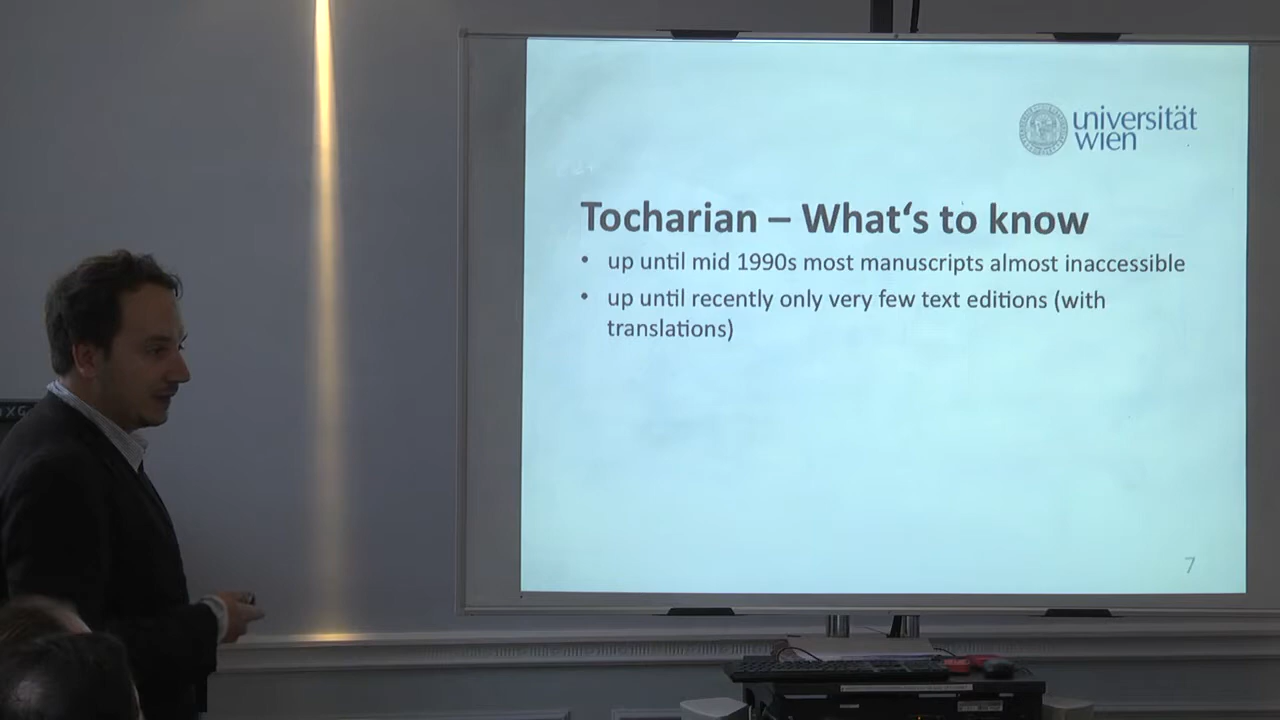 universität
wien
Tocharian – What‘s to know
• up until mid 1990s most manuscripts almost inaccessible
• up until recently only very few text editions (with
translations)
7